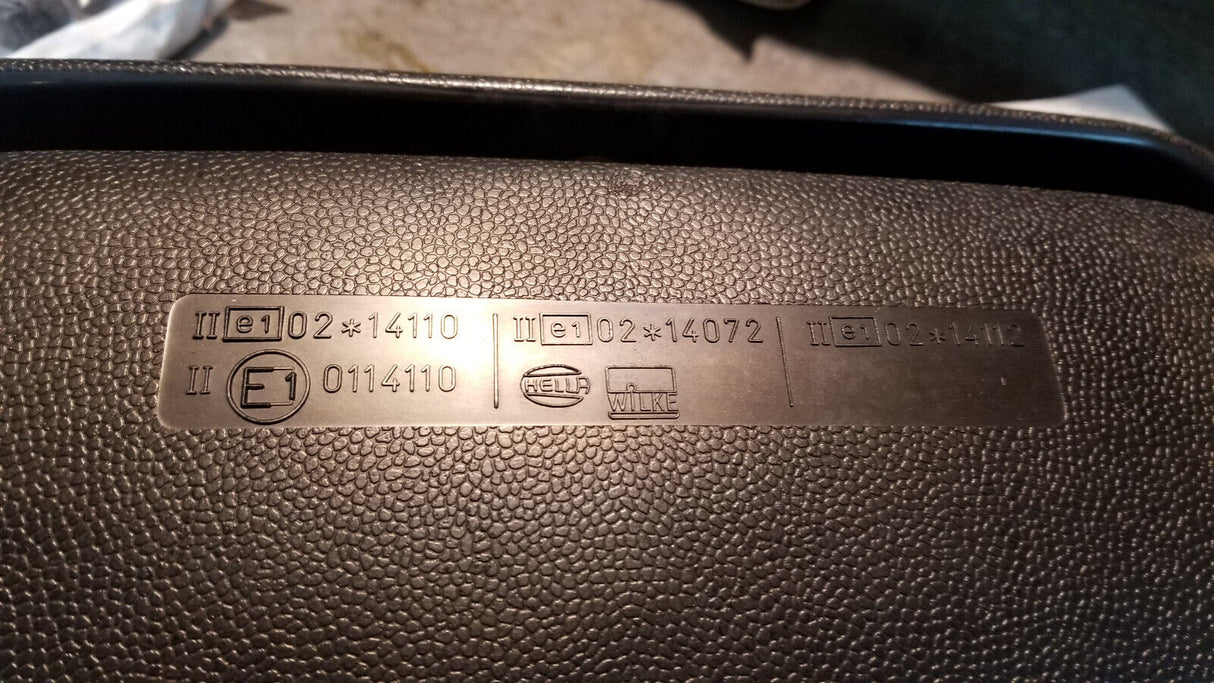 II e1 02*14110
II E1 0114110
II e1 02*14072
HELLA WILKE
II e1 02*14112